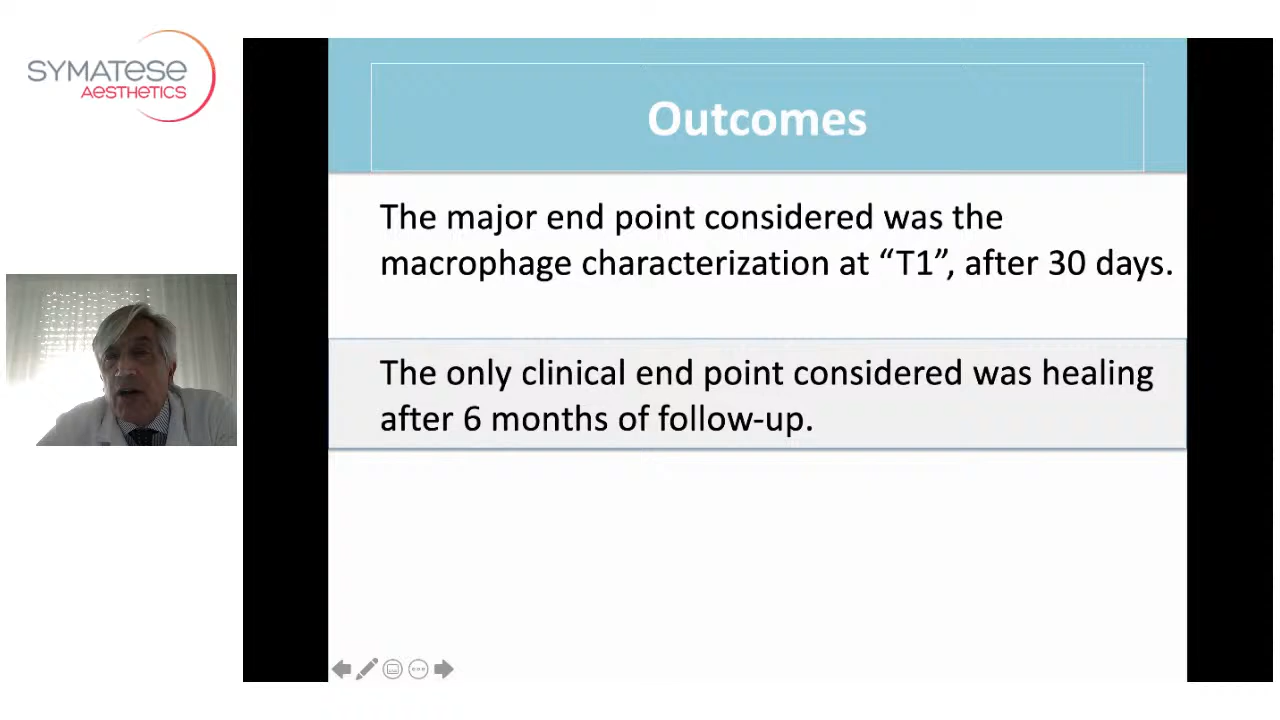 SYMATESE
AESTHETICS
Outcomes
The major end point considered was the
macrophage characterization at “T1”, after 30 days.
The only clinical end point considered was healing
after 6 months of follow-up.